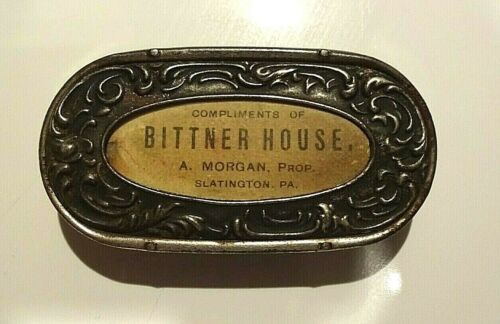 COMPLIMENTS OF
BITTNER HOUSE,
A. MORGAN, PROP.
SLATINGTON, PA.